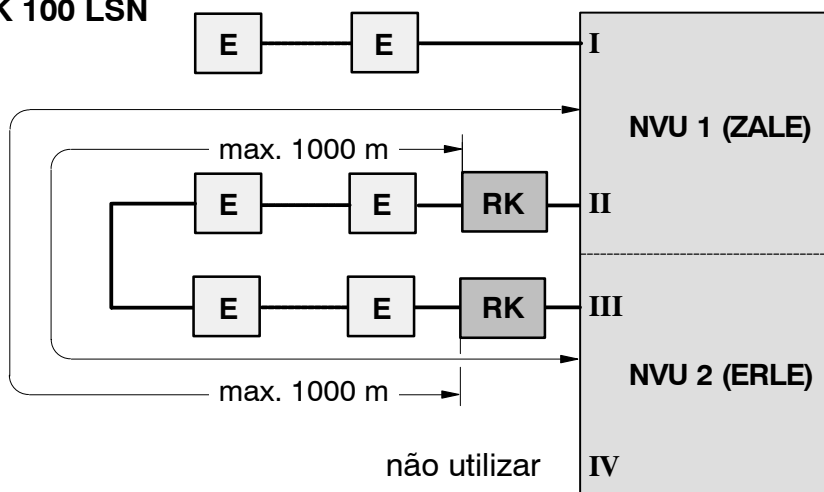 K 100 LSN
E E I
NVU 1 (ZALE)
max. 1000 m
E E RK II
E E RK III
NVU 2 (ERLE)
max. 1000 m
não utilizar IV